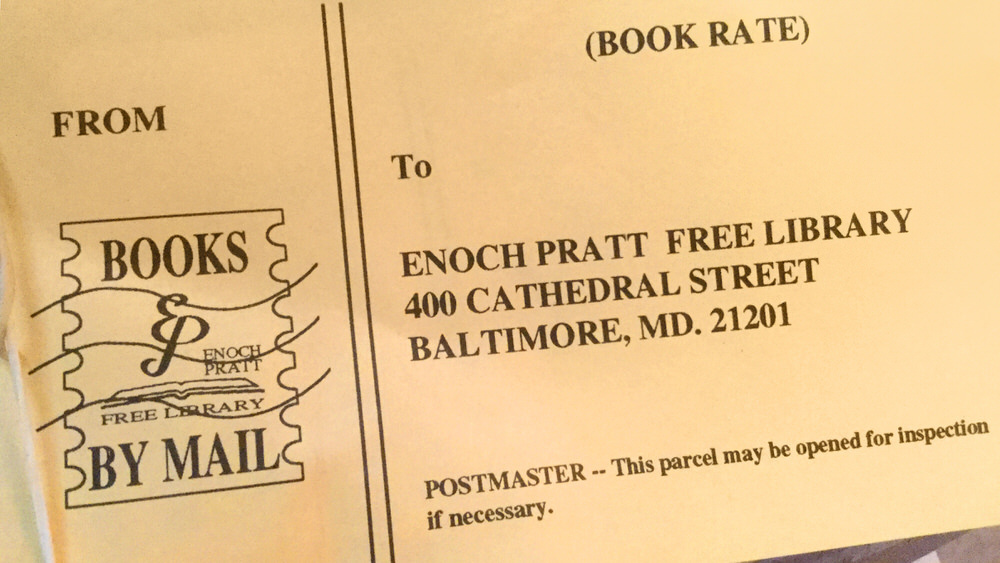 FROM
BOOKS
EP
ENOCH
PRATT
FREE LIBRARY
BY MAIL
(BOOK RATE)
To
ENOCH PRATT FREE LIBRARY
400 CATHEDRAL STREET
BALTIMORE, MD. 21201
POSTMASTER -- This parcel may be opened for inspection
if necessary.